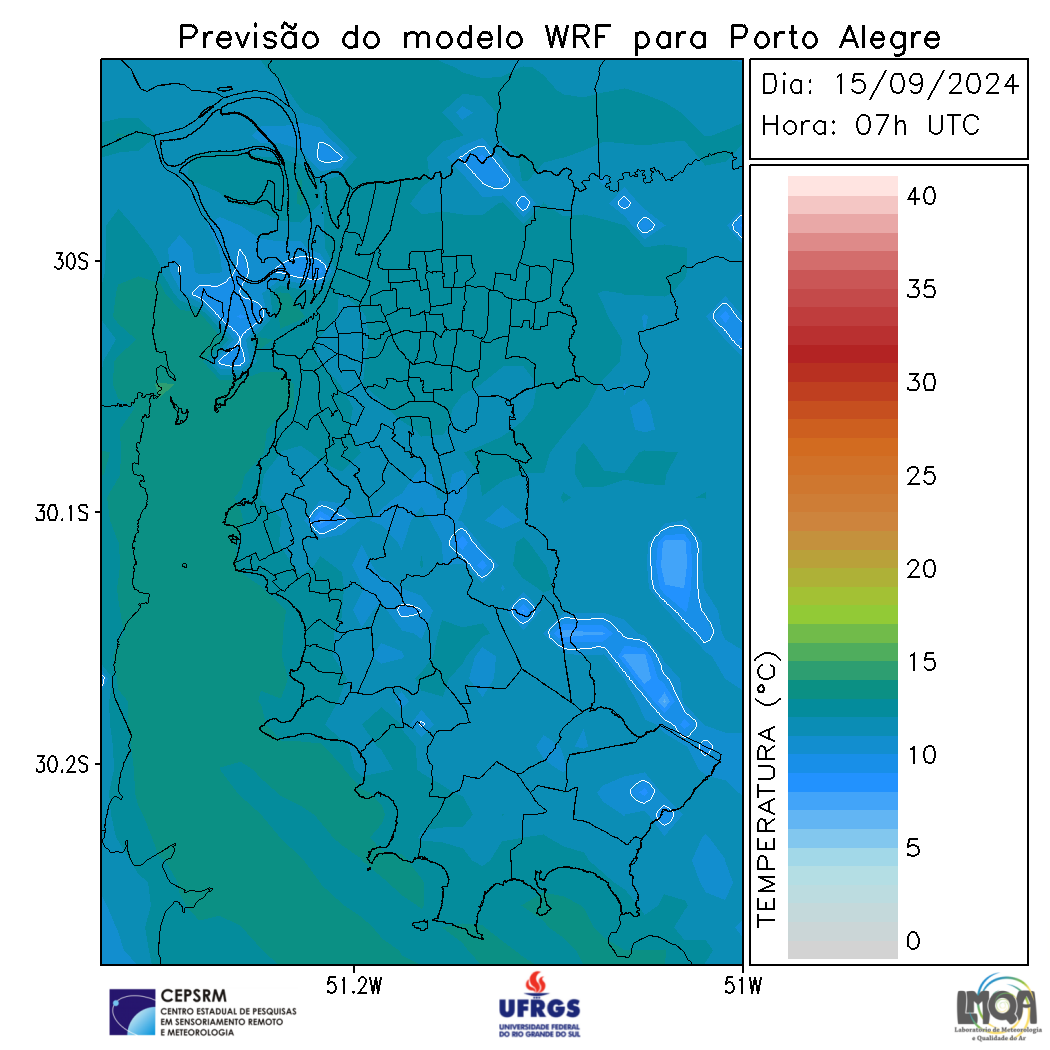 Previsão do modelo WRF para Porto Alegre
Dia: 15/09/2024
Hora: 07h UTC
40
35
30
25
20
15
10
5
0
TEMPERATURA (°C)
30S
30.1S
30.2S
51.2W
51W
CEPSRM
CENTRO ESTADUAL DE PESQUISAS
EM SENSORIAMENTO REMOTO
E METEOROLOGIA
UFRGS
UNIVERSIDADE FEDERAL
DO RIO GRANDE DO SUL
LMQA
Laboratório de Meteorologia
e Qualidade do Ar